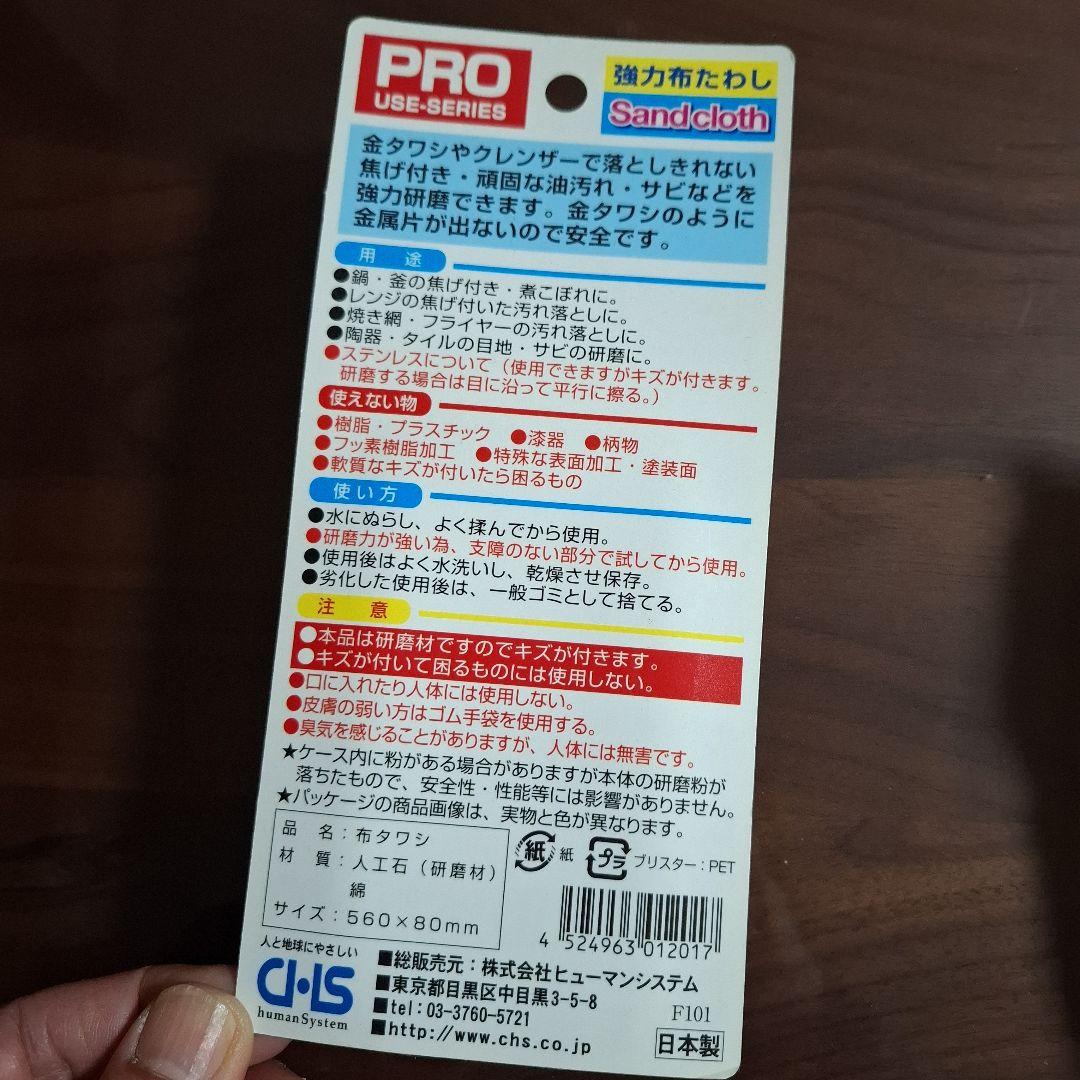 PRO
USE-SERIES
強力布たわし
Sandcloth
金タワシやクレンザーで落としきれない
焦げ付き・頑固な油汚れ・サビなどを
強力研磨できます。金タワシのように
金属片が出ないので安全です。
用 途
●鍋・釜の焦げ付き・煮こぼれに。
●レンジの焦げ付いた汚れ落としに。
●焼き網・フライヤーの汚れ落としに。
●陶器・タイルの目地・サビの研磨に。
●ステンレスについて(使用できますがキズが付きます。
研磨する場合は目に沿って平行に擦る。)
使えない物
●樹脂・プラスチック ●漆器 ●柄物
●フッ素樹脂加工 ●特殊な表面加工・塗装面
●軟質なキズが付いたら困るもの
使い方
●水にぬらし、よく揉んでから使用。
●研磨力が強い為、支障のない部分で試してから使用。
●使用後はよく水洗いし、乾燥させ保存。
●劣化した使用後は、一般ゴミとして捨てる。
注 意
●本品は研磨材ですのでキズが付きます。
●キズが付いて困るものには使用しない。
●口に入れたり人体には使用しない。
●皮膚の弱い方はゴム手袋を使用する。
●臭気を感じることがありますが、人体には無害です。
★ケース内に粉がある場合がありますが本体の研磨粉が
落ちたもので、安全性・性能等には影響がありません。
★パッケージの商品画像は、実物と色が異なります。
品 名：布タワシ
材 質：人工石(研磨材)
綿
サイズ：560×80mm
紙 紙 プラ ブリスター：PET
4 524963 012017
人と地球にやさしい
CHS
humanSystem
■総販売元：株式会社ヒューマンシステム
■東京都目黒区中目黒3-5-8
■tel：03-3760-5721
■http://www.chs.co.jp
F101
日本製